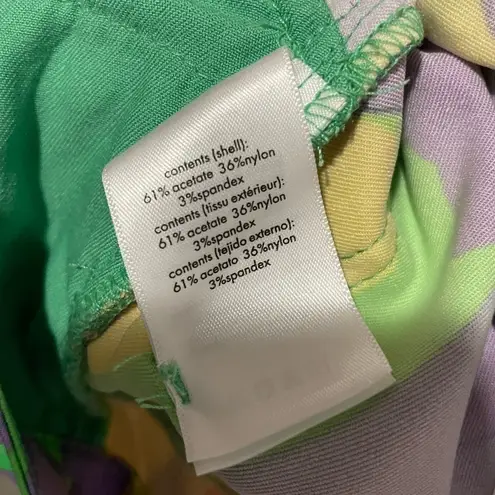 contents (shell):
61% acetate 36%nylon
3%spandex
contents (tissu extérieur):
61% acetate 36%nylon
3%spandex
contents (tejido externo):
61% acetato 36%nylon
3%spandex